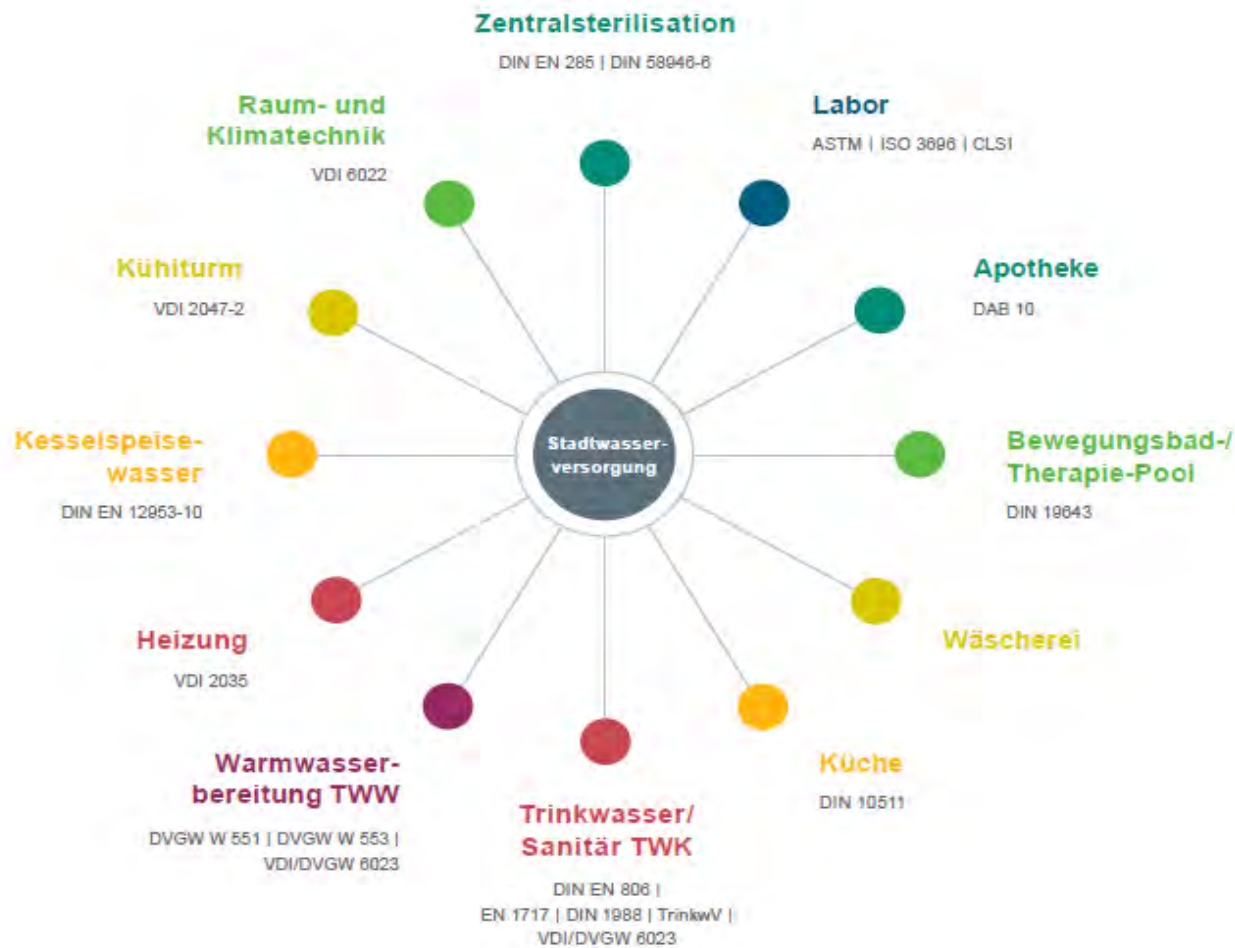 Zentralsterilisation
DIN EN 285 | DIN 58946-6
Labor
ASTM | ISO 3696 | CLSI
Apotheke
DAB 10
Bewegungsbad-/
Therapie-Pool
DIN 19643
Wäscherei
Küche
DIN 10511
Trinkwasser/
Sanitär TWK
DIN EN 806 |
EN 1717 | DIN 1988 | TrinkwV |
VDI/DVGW 6023
Warmwasser-
bereitung TWW
DVGW W 551 | DVGW W 553 |
VDI/DVGW 6023
Heizung
VDI 2035
Kesselspeise-
wasser
DIN EN 12953-10
Kühlturm
VDI 2047-2
Raum- und
Klimatechnik
VDI 6022
Stadtwasser-
versorgung